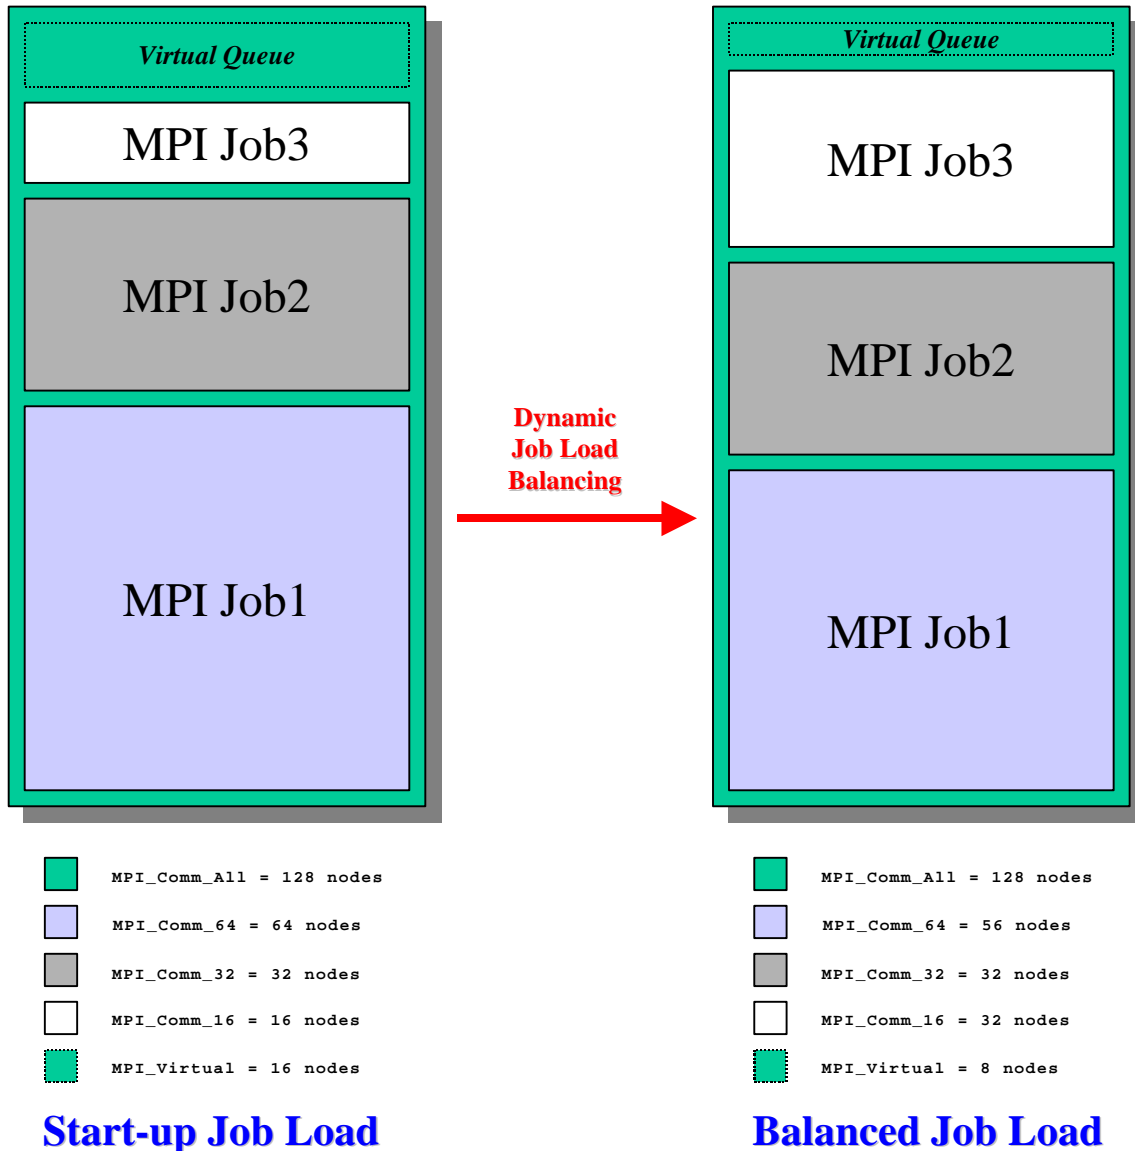 Virtual Queue
MPI Job3
MPI Job2
MPI Job1
Dynamic
Job Load
Balancing
Virtual Queue
MPI Job3
MPI Job2
MPI Job1
MPI_Comm_All = 128 nodes
MPI_Comm_64 = 64 nodes
MPI_Comm_32 = 32 nodes
MPI_Comm_16 = 16 nodes
MPI_Virtual = 16 nodes
Start-up Job Load
MPI_Comm_All = 128 nodes
MPI_Comm_64 = 56 nodes
MPI_Comm_32 = 32 nodes
MPI_Comm_16 = 32 nodes
MPI_Virtual = 8 nodes
Balanced Job Load